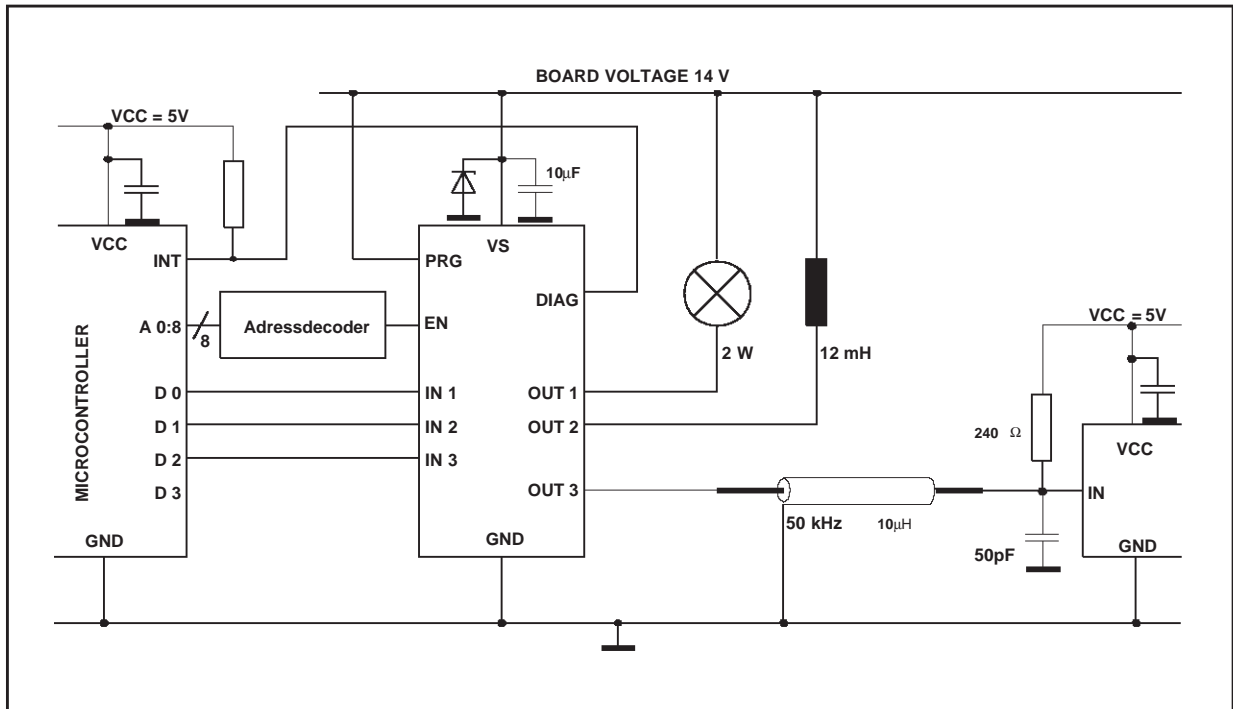 BOARD VOLTAGE 14 V
VCC = 5V
10µF
VCC
VS
INT
PRG
DIAG
A 0:8
8
Adressdecoder
EN
VCC = 5V
2 W
12 mH
MICROCONTROLLER
D 0
IN 1
OUT 1
D 1
IN 2
OUT 2
240 Ω
VCC
D 2
IN 3
D 3
OUT 3
IN
50 kHz
10µH
GND
GND
50pF
GND